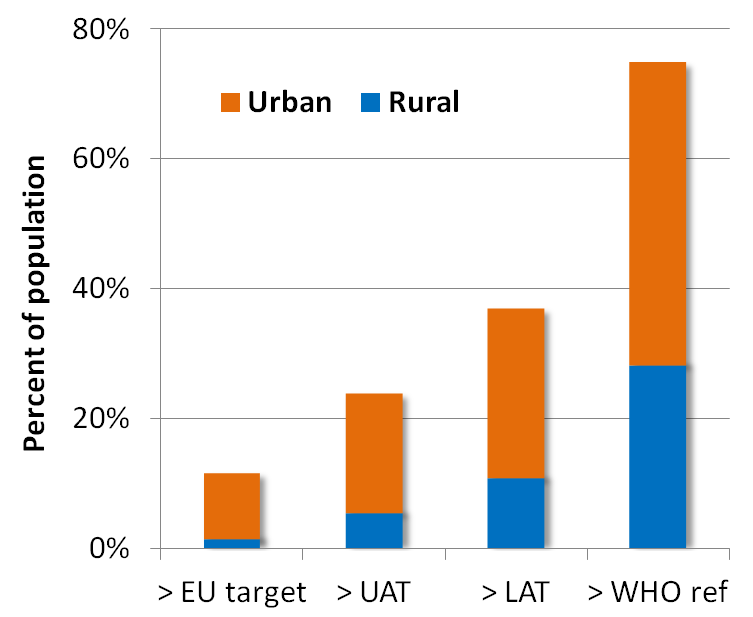 80%
Urban Rural
60%
40%
20%
0%
Percent of population
> EU target > UAT > LAT > WHO ref